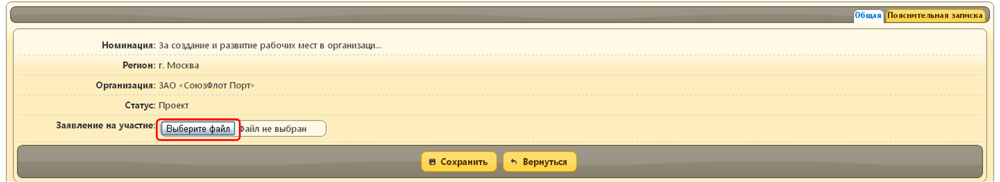 Общая Пояснительная записка
Номинация: За создание и развитие рабочих мест в организаци...
Регион: г. Москва
Организация: ЗАО «СоюзФлот Порт»
Статус: Проект
Заявление на участие: Выберите файл Файл не выбран
Сохранить Вернуться